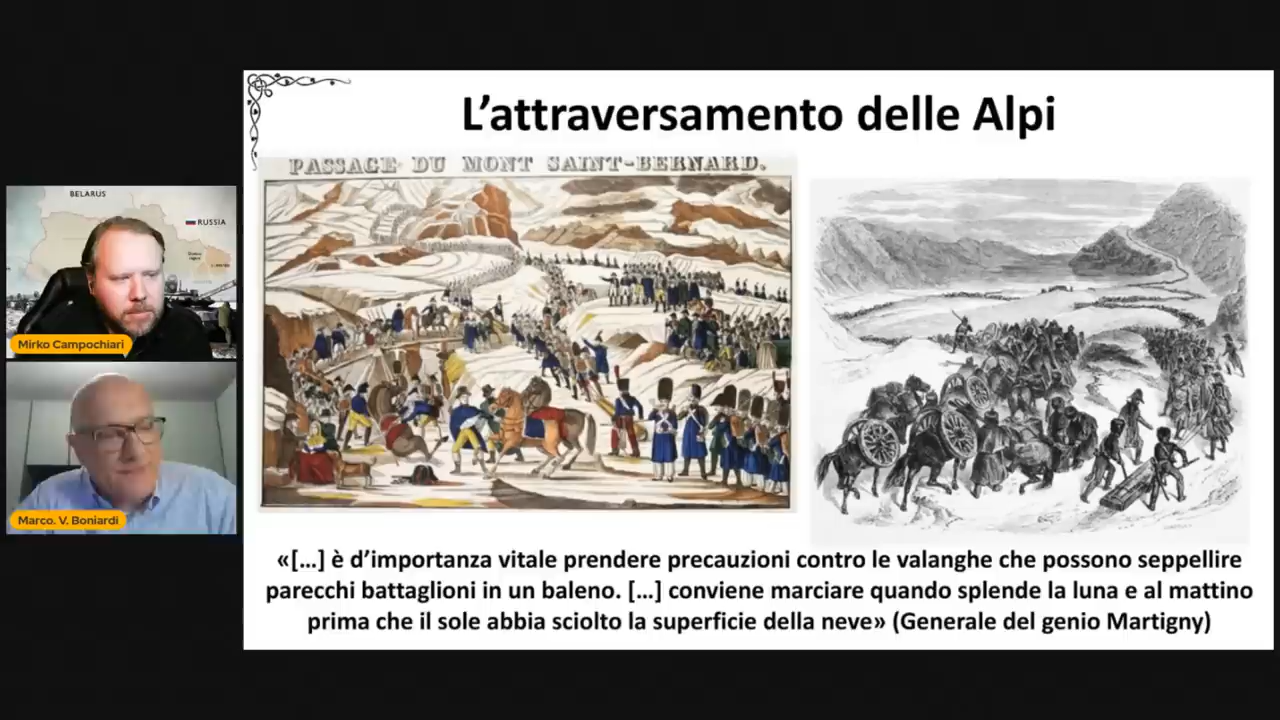 L'attraversamento delle Alpi
PASSAGE DU MONT SAINT-BERNARD.
BELARUS
RUSSIA
Mirko Campochiari
Marco. V. Boniardi
«[...] è d'importanza vitale prendere precauzioni contro le valanghe che possono seppellire
parecchi battaglioni in un baleno. [...] conviene marciare quando splende la luna e al mattino
prima che il sole abbia sciolto la superficie della neve» (Generale del genio Martigny)